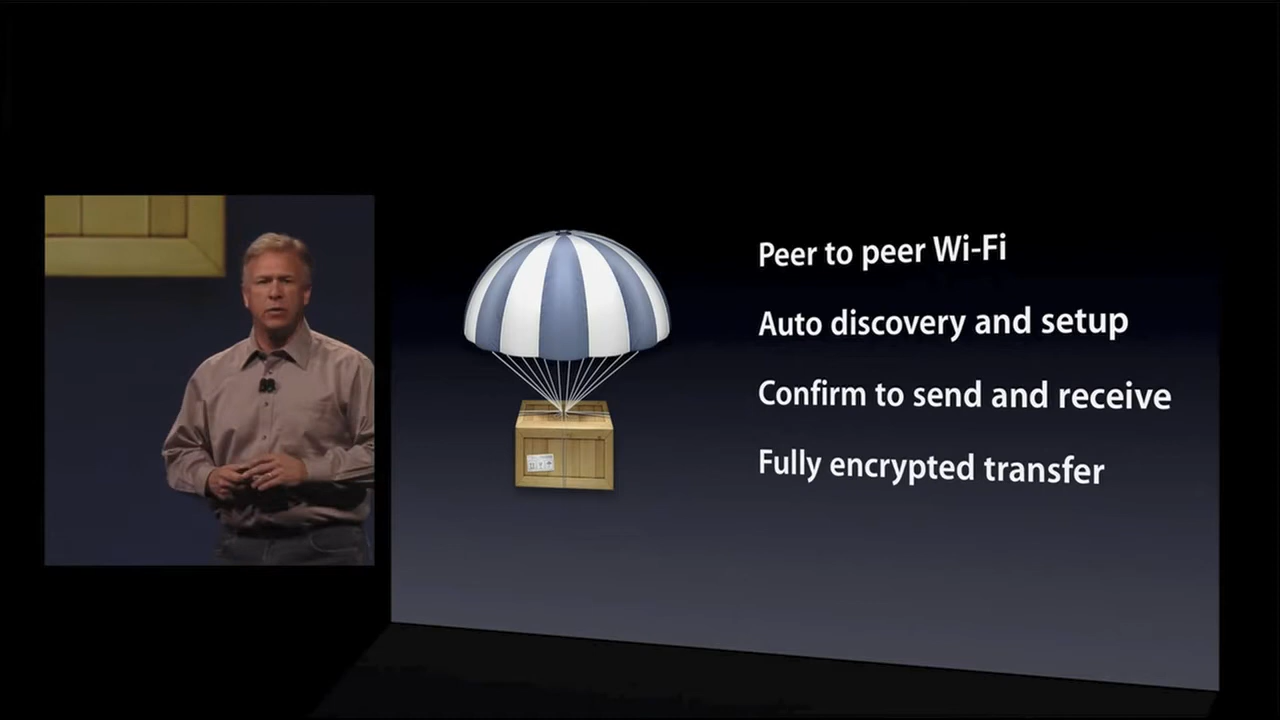 Peer to peer Wi-Fi
Auto discovery and setup
Confirm to send and receive
Fully encrypted transfer